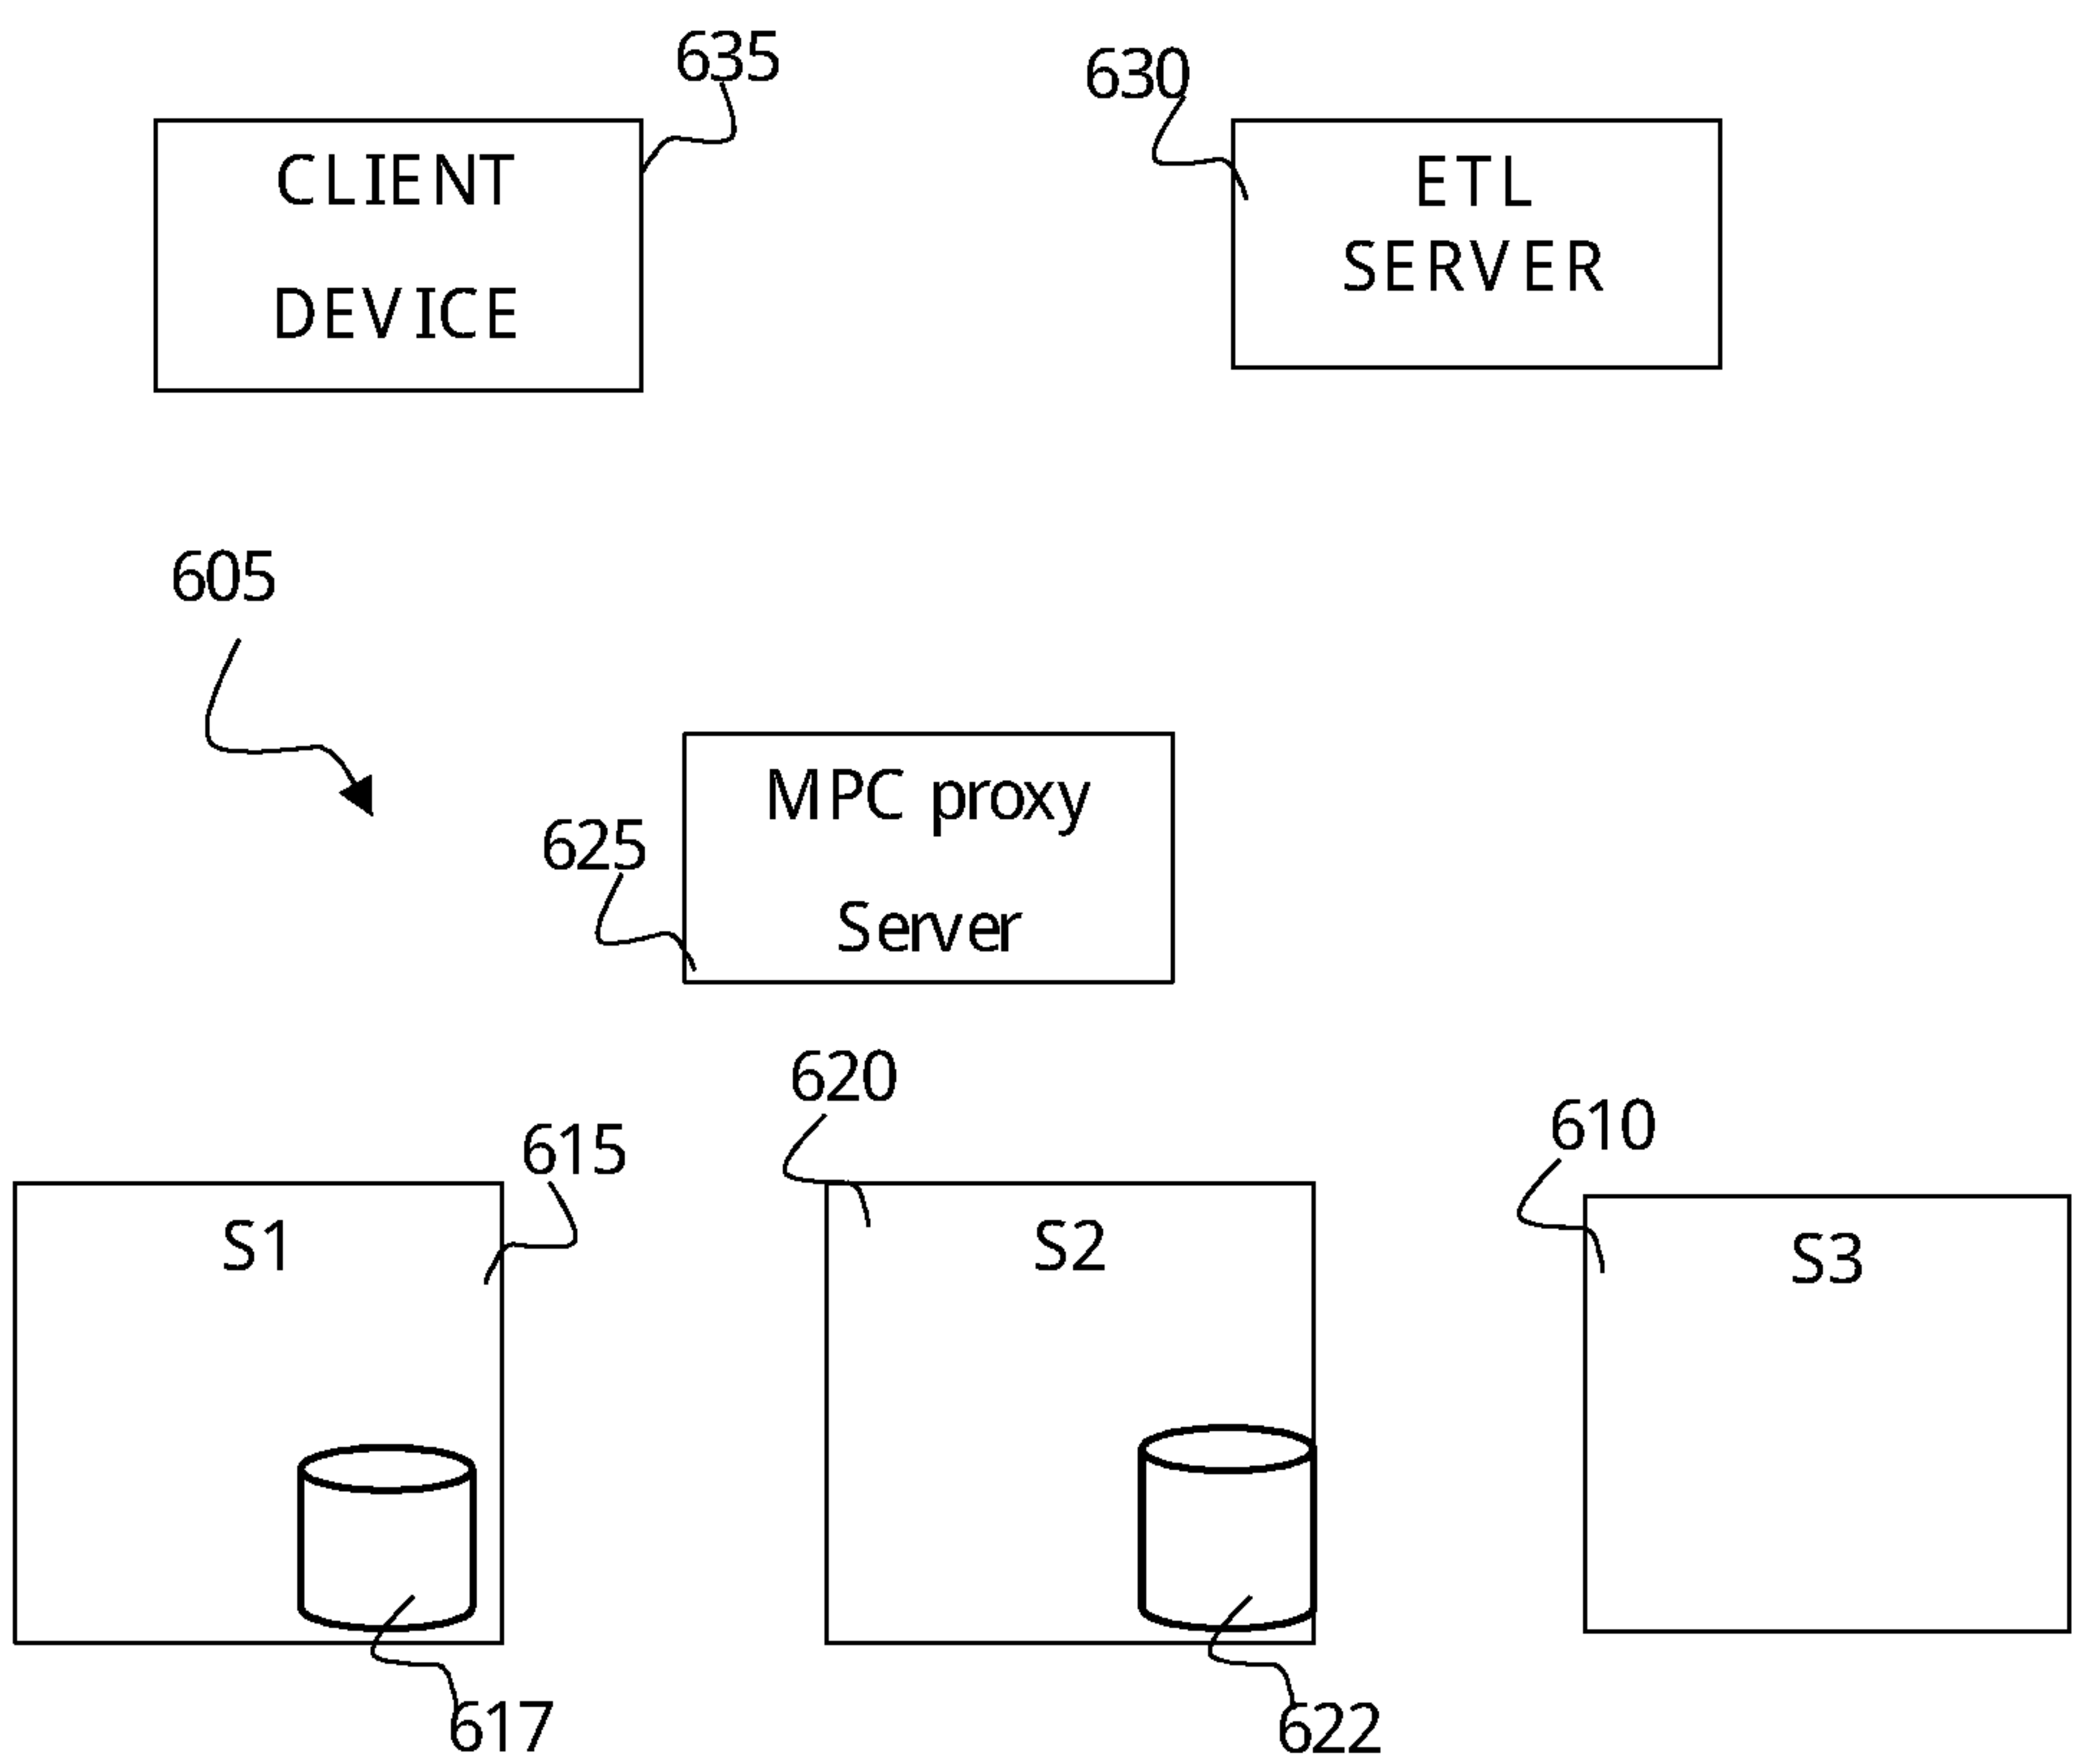 635
630
CLIENT
DEVICE
ETL
SERVER
605
MPC proxy
Server
625
620
615
610
S1
S2
S3
617
622